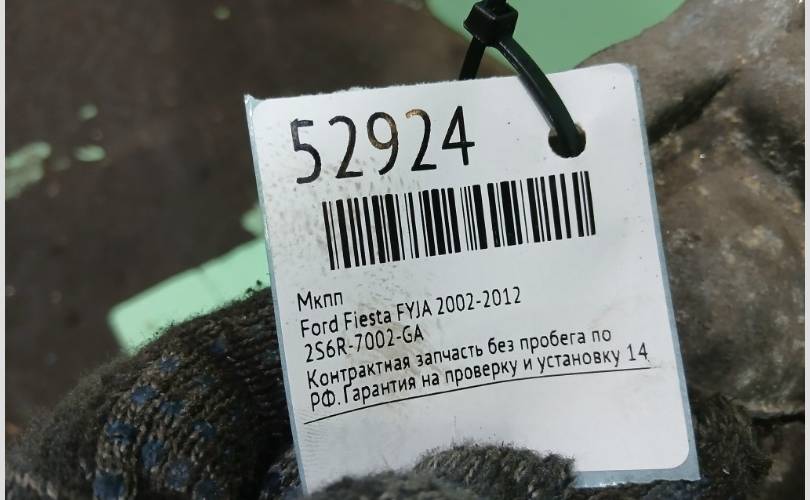 52924
Мкпп
Ford Fiesta FYJA 2002-2012
2S6R-7002-GA
Контрактная запчасть без пробега по
РФ.Гарантия на проверку и установку 14